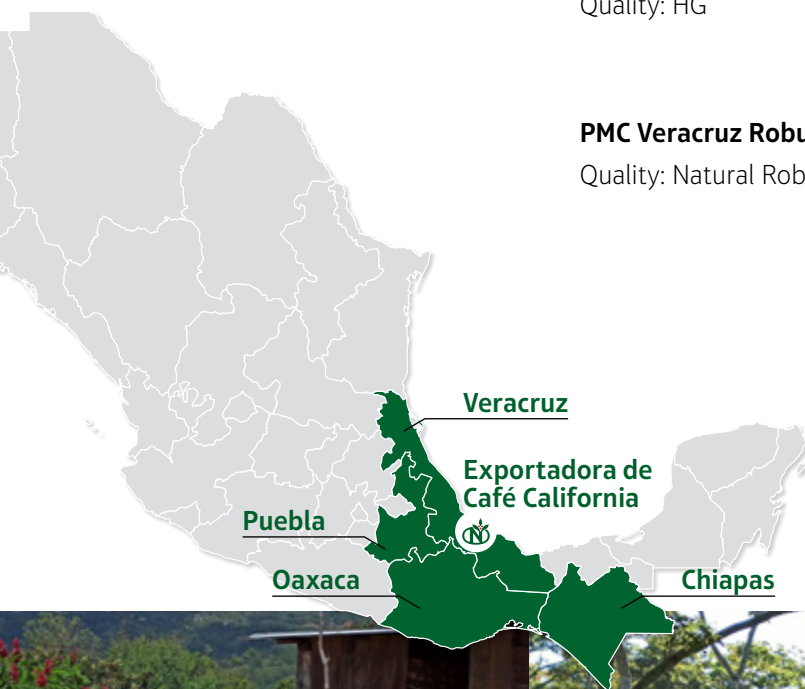 Quality: HG
PMC Veracruz Robu
Quality: Natural Rob
Veracruz
Exportadora de
Café California
Puebla
Oaxaca
Chiapas